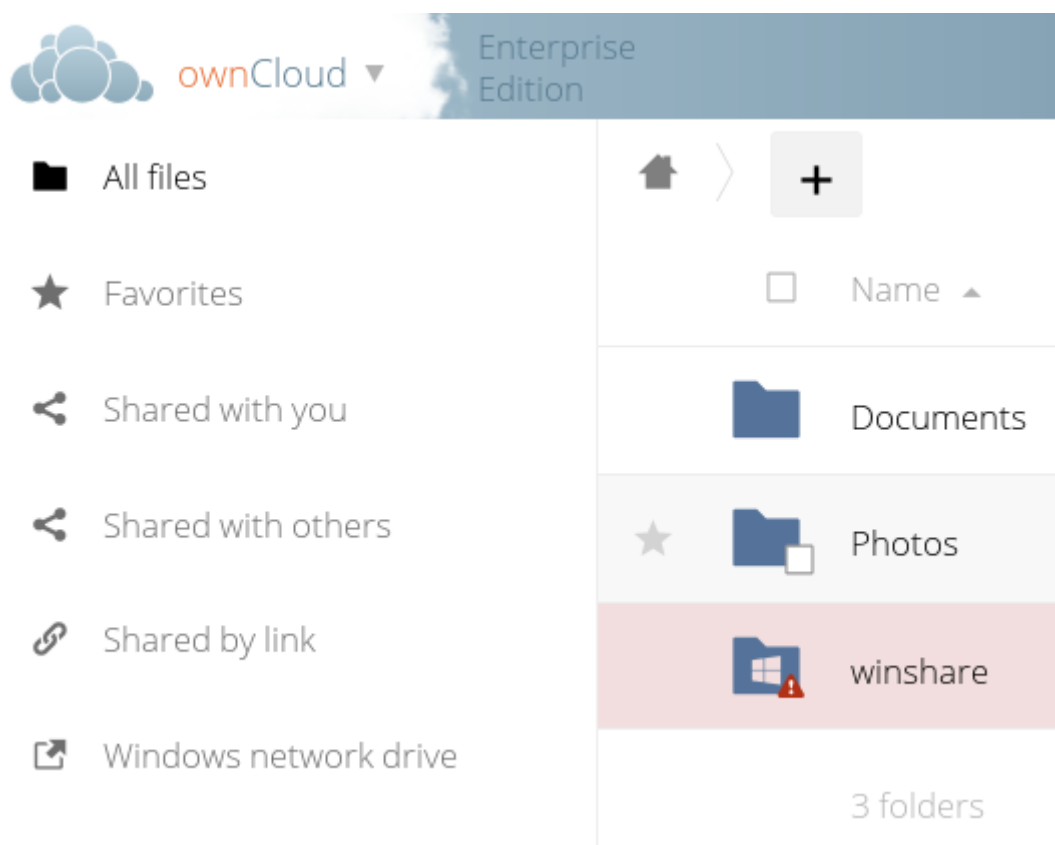 ownCloud
Enterprise
Edition
All files
Favorites
Shared with you
Shared with others
Shared by link
Windows network drive
+
Name
Documents
Photos
winshare
3 folders